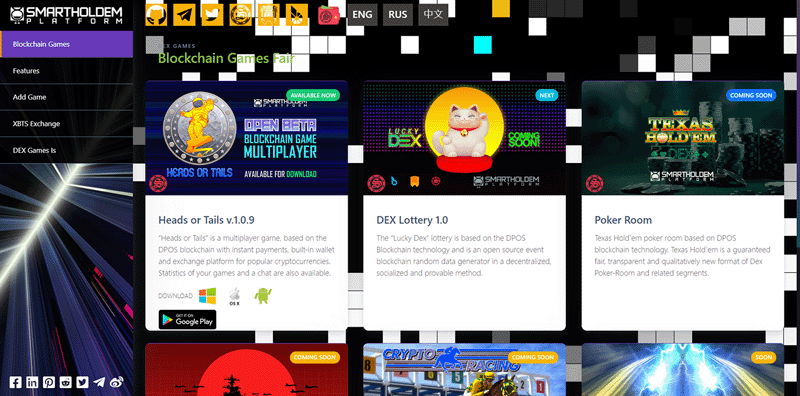 SMARTHOLDEM
PLATFORM
ENG
RUS
中文
Blockchain Games
Features
Add Game
XBTS Exchange
DEX Games Is
DEX GAMES
Blockchain Games Fair
AVAILABLE NOW
SMARTHOLDEM
PLATFORM
OPEN BETA
BLOCKCHAIN GAME
MULTIPLAYER
HEADS OR TAILS
AVAILABLE FOR DOWNLOAD
Heads or Tails v.1.0.9
"Heads or Tails" is a multiplayer game, based on the
DPOS blockchain with instant payments, built-in wallet
and exchange platform for popular cryptocurrencies.
Statistics of your games and a chat are also available.
DOWNLOAD
OS X
GET IT ON
Google Play
NEXT
LUCKY
DEX
COMING
SOON!
SMARTHOLDEM
PLATFORM
DEX Lottery 1.0
The "Lucky Dex" lottery is based on the DPOS
Blockchain technology and is an open source event
blockchain random data generator in a decentralized,
socialized and provable method.
COMING SOON
TEXAS
HOLD'EM
DEX
SMARTHOLDEM
PLATFORM
Poker Room
Texas Hold'em poker room based on DPOS
blockchain technology. Texas Hold'em is a guaranteed
fair, transparent and qualitatively new format of Dex
Poker-Room and related segments.
COMING SOON
COMING SOON
CRYPTO
RACING
SOON